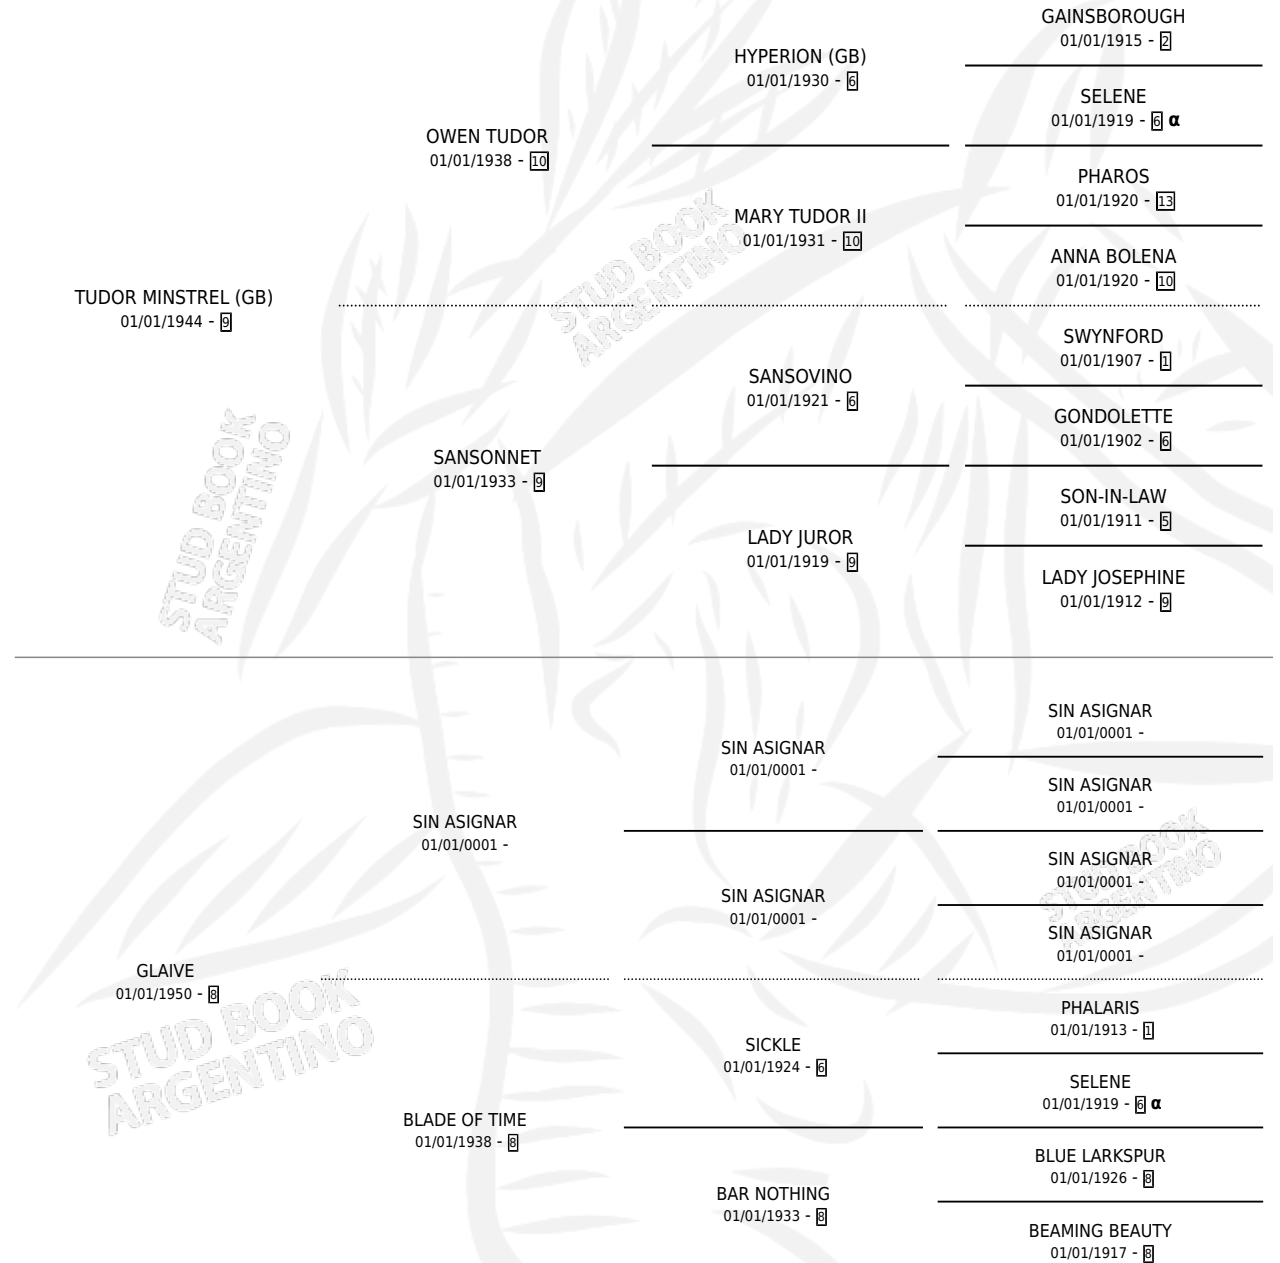 GAINSBOROUGH
01/01/1915 - 2
HYPERION (GB)
01/01/1930 - 6
SELENE
01/01/1919 - 6 α
OWEN TUDOR
01/01/1938 - 10
PHAROS
01/01/1920 - 13
MARY TUDOR II
01/01/1931 - 10
ANNA BOLENA
01/01/1920 - 10
TUDOR MINSTREL (GB)
01/01/1944 - 9
SWYNFORD
01/01/1907 - 1
SANSOVINO
01/01/1921 - 6
GONDOLETTE
01/01/1902 - 6
SANSONNET
01/01/1933 - 9
SON-IN-LAW
01/01/1911 - 5
LADY JUROR
01/01/1919 - 9
LADY JOSEPHINE
01/01/1912 - 9
SIN ASIGNAR
01/01/0001 -
SIN ASIGNAR
01/01/0001 -
SIN ASIGNAR
01/01/0001 -
SIN ASIGNAR
01/01/0001 -
SIN ASIGNAR
01/01/0001 -
SIN ASIGNAR
01/01/0001 -
SIN ASIGNAR
01/01/0001 -
GLAIVE
01/01/1950 - 8
PHALARIS
01/01/1913 - 1
SICKLE
01/01/1924 - 6
SELENE
01/01/1919 - 6 α
BLADE OF TIME
01/01/1938 - 8
BLUE LARKSPUR
01/01/1926 - 8
BAR NOTHING
01/01/1933 - 8
BEAMING BEAUTY
01/01/1917 - 8
STUD BOOK
ARGENTINO
STUD BOOK
ARGENTINO
STUD BOOK
ARGENTINO
STUD BOOK
ARGENTINO